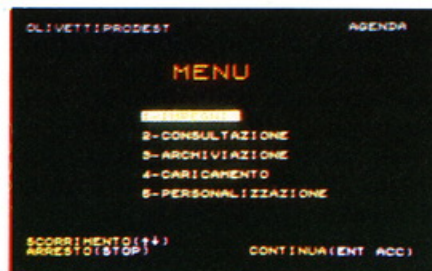 OLIVETTI PRODEST AGENDA
MENU
2-CONSULTAZIONE
3-ARCHIVIAZIONE
4-CARICAMENTO
5-PERSONALIZZAZIONE
SCORRIMENTO(↑↓)
ARRESTO(STOP) CONTINUA(ENT ACC)